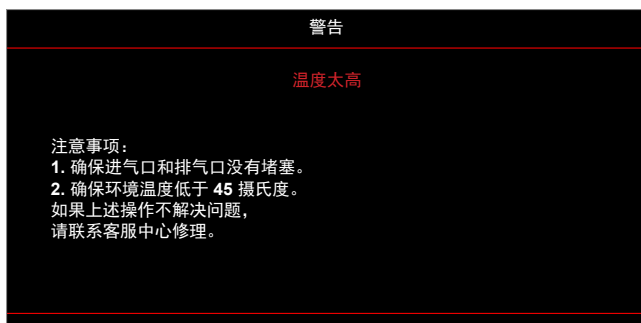 警告
温度太高
注意事项：
1. 确保进气口和排气口没有堵塞。
2. 确保环境温度低于 45 摄氏度。
如果上述操作不解决问题，
请联系客服中心修理。